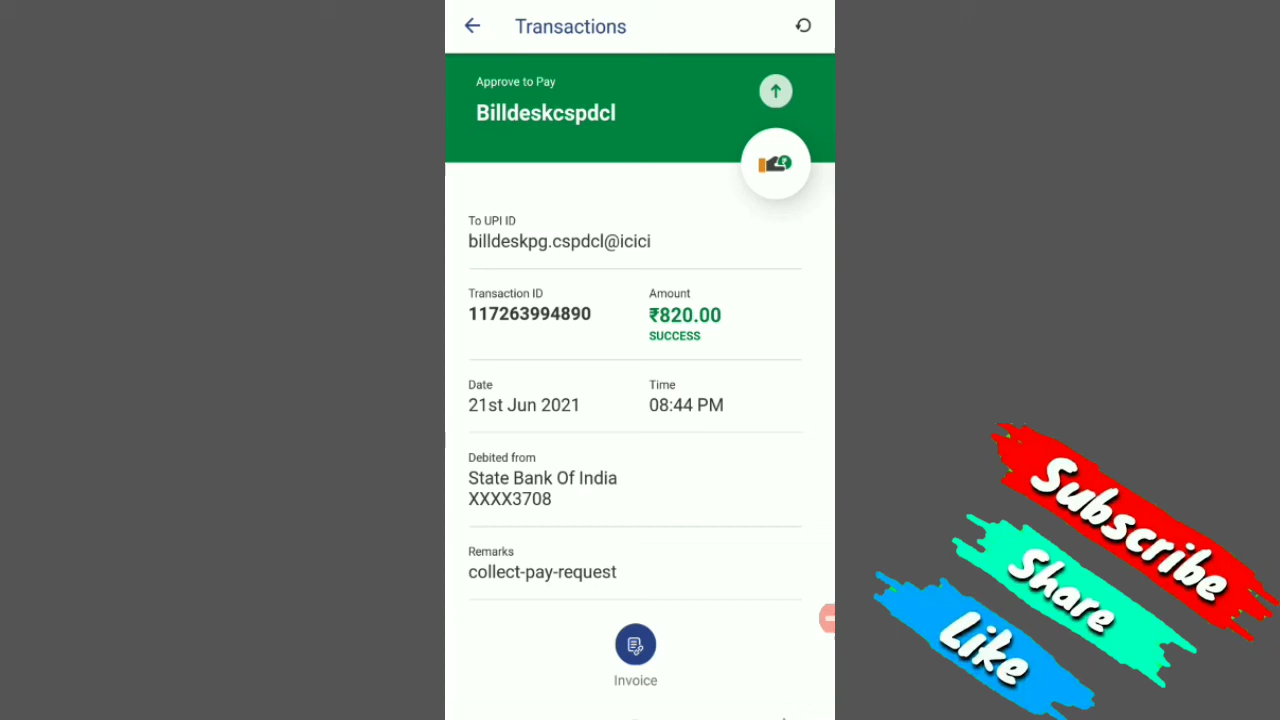 Transactions
Approve to Pay
Billdeskcspdcl
To UPI ID
billdeskpg.cspdcl@icici
Transaction ID
117263994890
Amount
₹820.00
SUCCESS
Date
21st Jun 2021
Time
08:44 PM
Debited from
State Bank Of India
XXXX3708
Remarks
collect-pay-request
Invoice
Subscribe
Share
Like